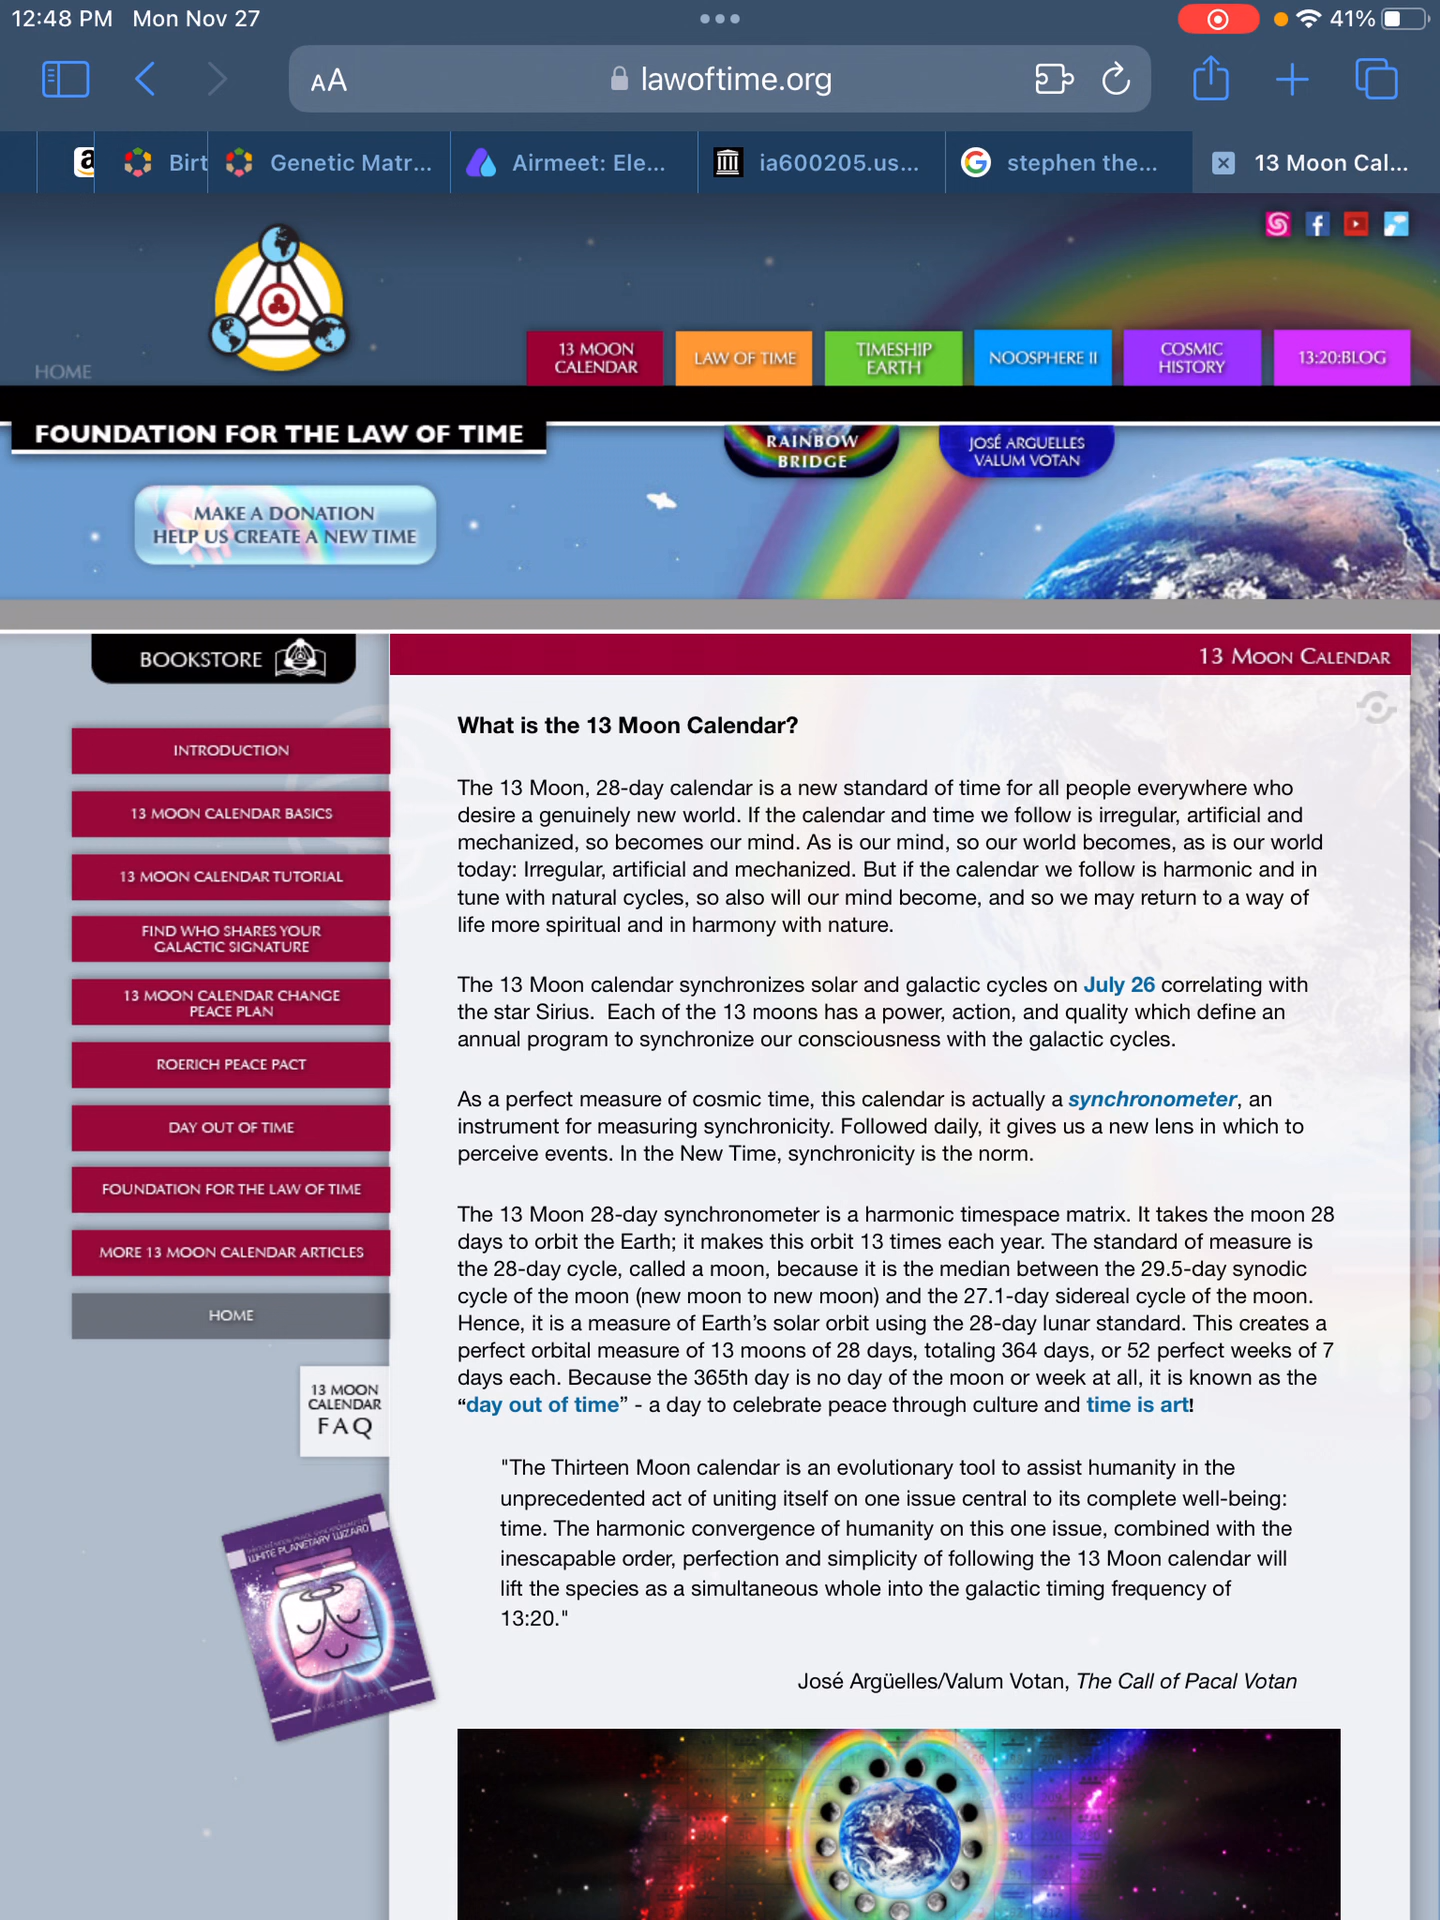 12:48 PM Mon Nov 27
41%
AA
lawoftime.org
Birt
Genetic Matr...
Airmeet: Ele...
ia600205.us...
stephen the...
13 Moon Cal...
HOME
13 MOON
CALENDAR
LAW OF TIME
TIMESHIP
EARTH
NOOSPHERE II
COSMIC
HISTORY
13:20:BLOG
FOUNDATION FOR THE LAW OF TIME
RAINBOW
BRIDGE
JOSÉ ARGUELLES
VALUM VOTAN
MAKE A DONATION
HELP US CREATE A NEW TIME
BOOKSTORE
13 MOON CALENDAR
INTRODUCTION
13 MOON CALENDAR BASICS
13 MOON CALENDAR TUTORIAL
FIND WHO SHARES YOUR
GALACTIC SIGNATURE
13 MOON CALENDAR CHANGE
PEACE PLAN
ROERICH PEACE PACT
DAY OUT OF TIME
FOUNDATION FOR THE LAW OF TIME
MORE 13 MOON CALENDAR ARTICLES
HOME
13 MOON
CALENDAR
FAQ
WHITE PLANETARY WIZARD
What is the 13 Moon Calendar?
The 13 Moon, 28-day calendar is a new standard of time for all people everywhere who
desire a genuinely new world. If the calendar and time we follow is irregular, artificial and
mechanized, so becomes our mind. As is our mind, so our world becomes, as is our world
today: Irregular, artificial and mechanized. But if the calendar we follow is harmonic and in
tune with natural cycles, so also will our mind become, and so we may return to a way of
life more spiritual and in harmony with nature.
The 13 Moon calendar synchronizes solar and galactic cycles on July 26 correlating with
the star Sirius. Each of the 13 moons has a power, action, and quality which define an
annual program to synchronize our consciousness with the galactic cycles.
As a perfect measure of cosmic time, this calendar is actually a synchronometer, an
instrument for measuring synchronicity. Followed daily, it gives us a new lens in which to
perceive events. In the New Time, synchronicity is the norm.
The 13 Moon 28-day synchronometer is a harmonic timespace matrix. It takes the moon 28
days to orbit the Earth; it makes this orbit 13 times each year. The standard of measure is
the 28-day cycle, called a moon, because it is the median between the 29.5-day synodic
cycle of the moon (new moon to new moon) and the 27.1-day sidereal cycle of the moon.
Hence, it is a measure of Earth's solar orbit using the 28-day lunar standard. This creates a
perfect orbital measure of 13 moons of 28 days, totaling 364 days, or 52 perfect weeks of 7
days each. Because the 365th day is no day of the moon or week at all, it is known as the
“day out of time” - a day to celebrate peace through culture and time is art!
"The Thirteen Moon calendar is an evolutionary tool to assist humanity in the
unprecedented act of uniting itself on one issue central to its complete well-being:
time. The harmonic convergence of humanity on this one issue, combined with the
inescapable order, perfection and simplicity of following the 13 Moon calendar will
lift the species as a simultaneous whole into the galactic timing frequency of
13:20."
José Argüelles/Valum Votan, The Call of Pacal Votan